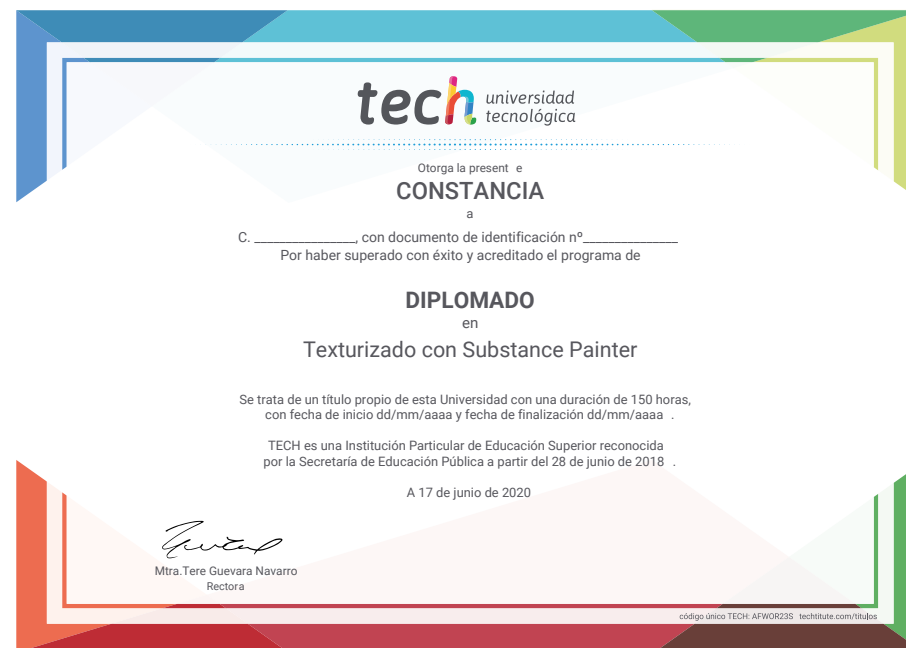 tech universidad
tecnológica
Otorga la present e
CONSTANCIA
a
C. _______________, con documento de identificación nº______________
Por haber superado con éxito y acreditado el programa de
DIPLOMADO
en
Texturizado con Substance Painter
Se trata de un título propio de esta Universidad con una duración de 150 horas,
con fecha de inicio dd/mm/aaaa y fecha de finalización dd/mm/aaaa .
TECH es una Institución Particular de Educación Superior reconocida
por la Secretaría de Educación Pública a partir del 28 de junio de 2018 .
A 17 de junio de 2020
Mtra.Tere Guevara Navarro
Rectora
código único TECH: AFWOR23S techtitute.com/titulos